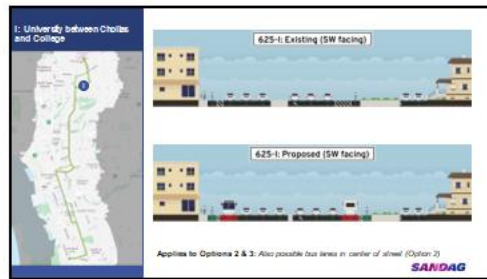 I: University between Chollas
and College
625-I: Existing (SW facing)
625-I: Proposed (SW facing)
Applies to Options 2 & 3: Also possible bus lanes in center of street (Option 3)
SANDAG